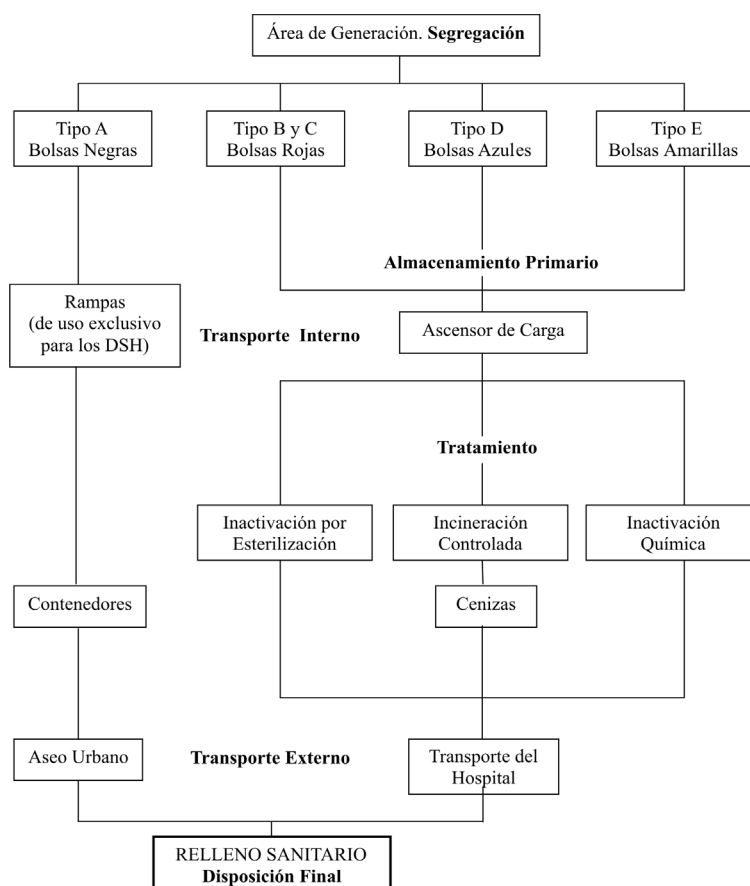 Área de Generación. Segregación
Tipo A
Bolsas Negras
Tipo B y C
Bolsas Rojas
Tipo D
Bolsas Azules
Tipo E
Bolsas Amarillas
Almacenamiento Primario
Rampas
(de uso exclusivo
para los DSH)
Transporte Interno
Ascensor de Carga
Tratamiento
Inactivación por
Esterilización
Incineración
Controlada
Inactivación
Química
Contenedores
Cenizas
Aseo Urbano
Transporte Externo
Transporte del
Hospital
RELLENO SANITARIO
Disposición Final